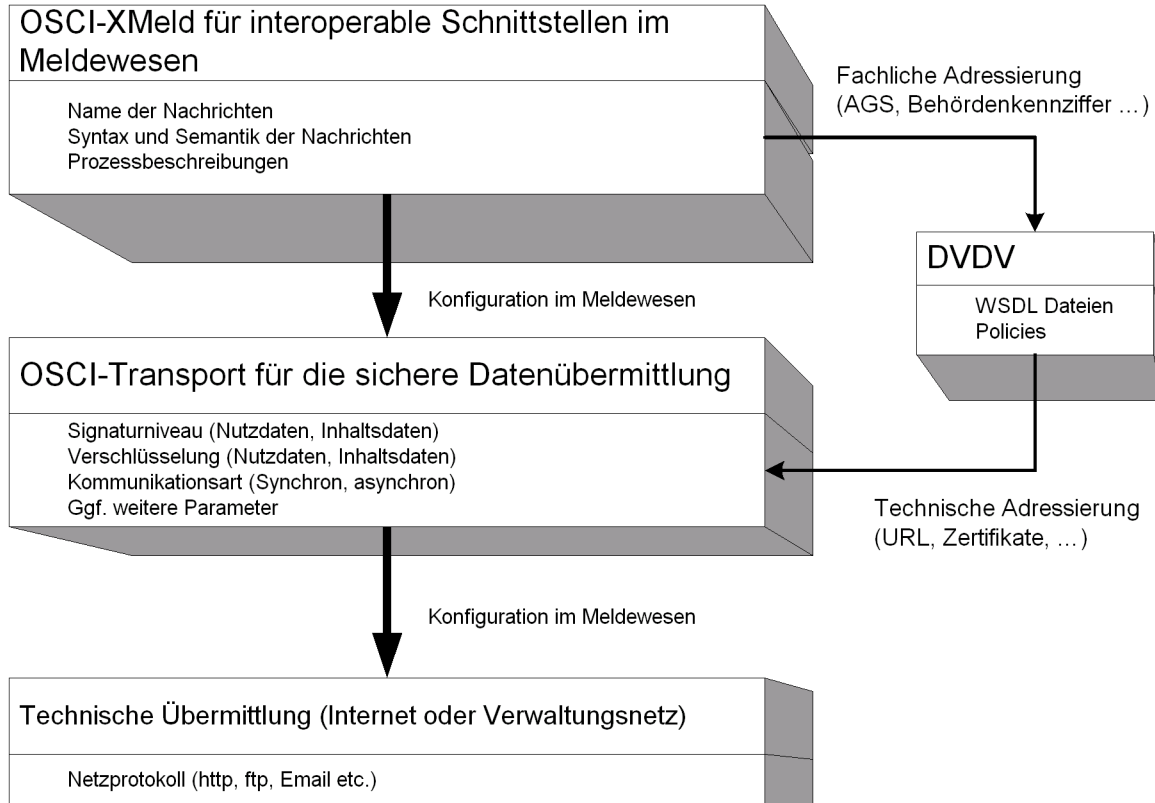 OSCI-XMeld für interoperable Schnittstellen im
Meldewesen
Name der Nachrichten
Syntax und Semantik der Nachrichten
Prozessbeschreibungen
Fachliche Adressierung
(AGS, Behördenkennziffer ...)
DVDV
WSDL Dateien
Policies
Konfiguration im Meldewesen
OSCI-Transport für die sichere Datenübermittlung
Signaturniveau (Nutzdaten, Inhaltsdaten)
Verschlüsselung (Nutzdaten, Inhaltsdaten)
Kommunikationsart (Synchron, asynchron)
Ggf. weitere Parameter
Technische Adressierung
(URL, Zertifikate, ...)
Konfiguration im Meldewesen
Technische Übermittlung (Internet oder Verwaltungsnetz)
Netzprotokoll (http, ftp, Email etc.)